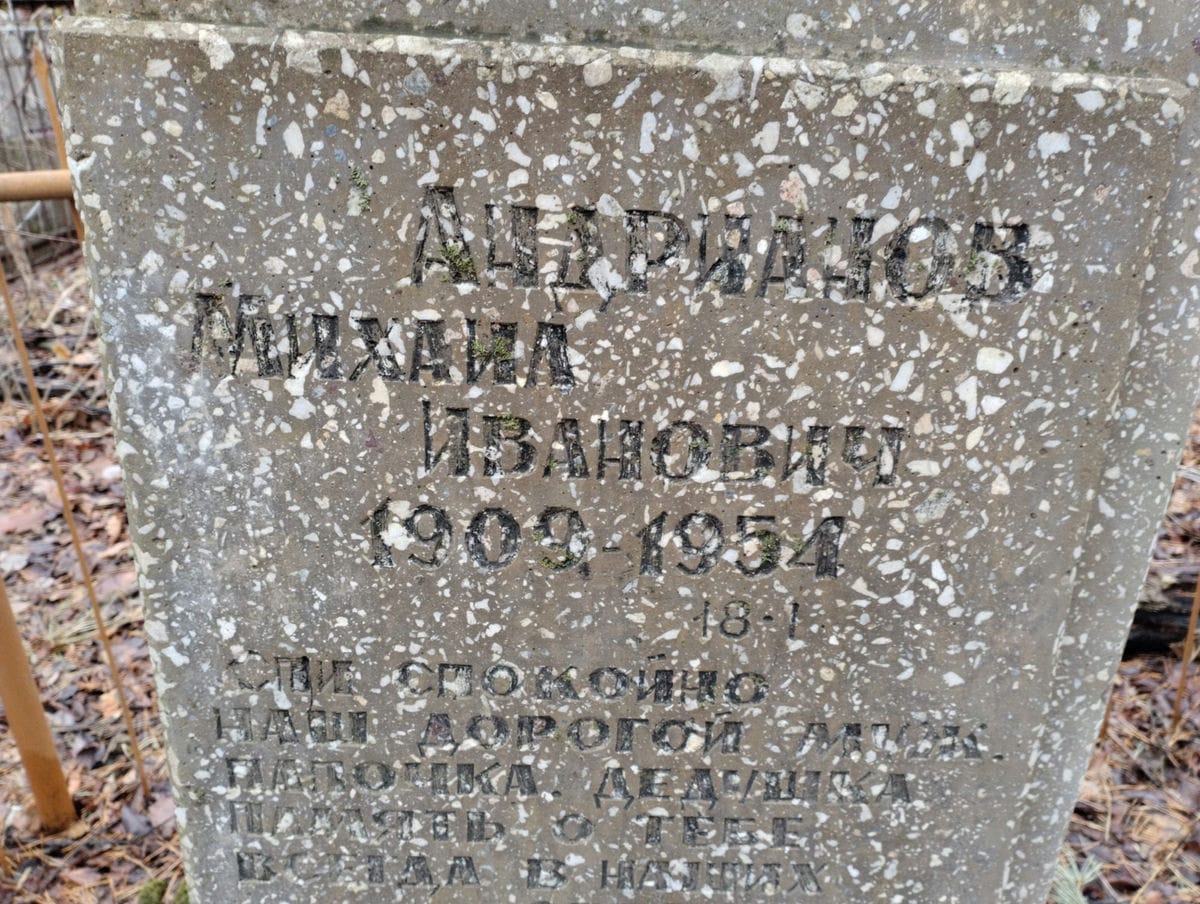 Андрианов
Михаил
Иванович
1909-1954
18·1
Спи спокойно
наш дорогой муж.
папочка. дедушка
память о тебе
всегда в наших